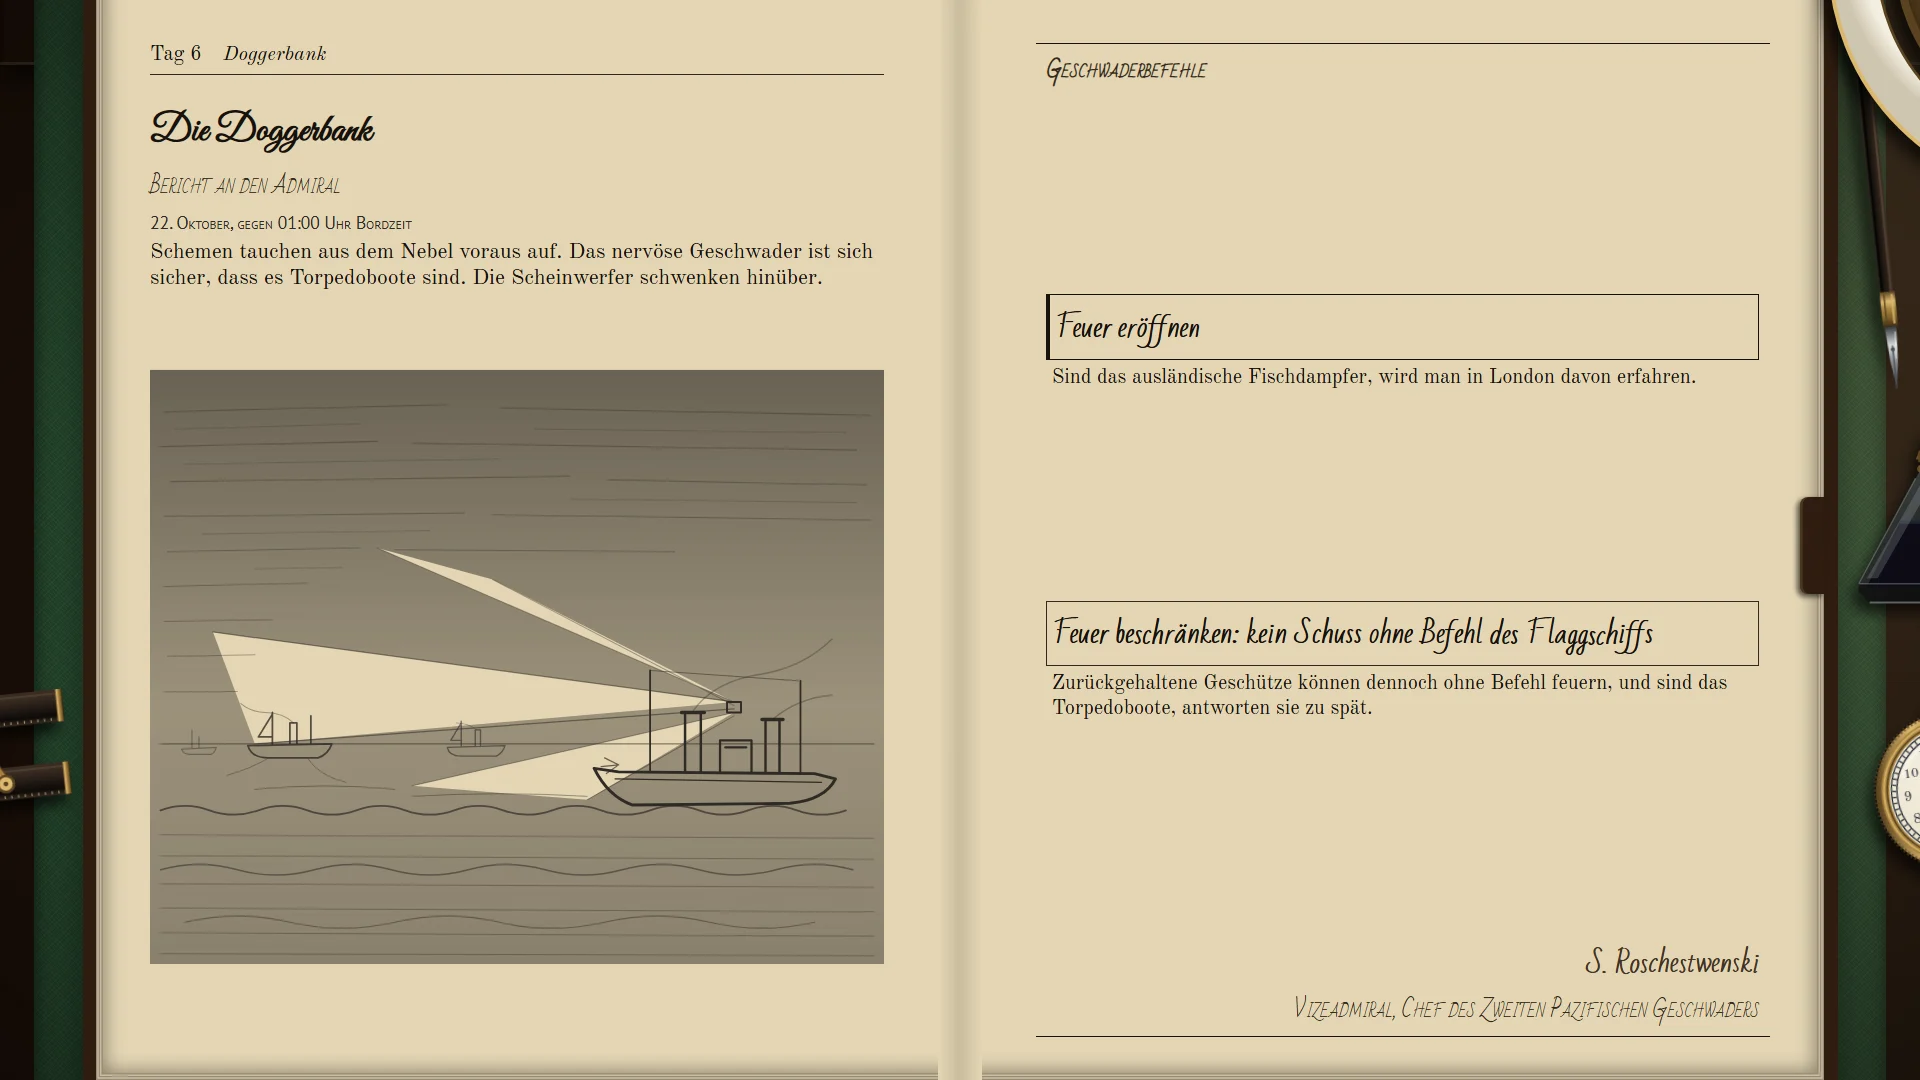 Tag 6 Doggerbank
Die Doggerbank
Bericht an den Admiral
22. Oktober, gegen 01:00 Uhr Bordzeit
Schemen tauchen aus dem Nebel voraus auf. Das nervöse Geschwader ist sich
sicher, dass es Torpedoboote sind. Die Scheinwerfer schwenken hinüber.
Geschwaderbefehle
Feuer eröffnen
Sind das ausländische Fischdampfer, wird man in London davon erfahren.
Feuer beschränken: kein Schuss ohne Befehl des Flaggschiffs
Zurückgehaltene Geschütze können dennoch ohne Befehl feuern, und sind das
Torpedoboote, antworten sie zu spät.
S. Roschestwenski
Vizeadmiral, Chef des Zweiten Pazifischen Geschwaders
10
9
8